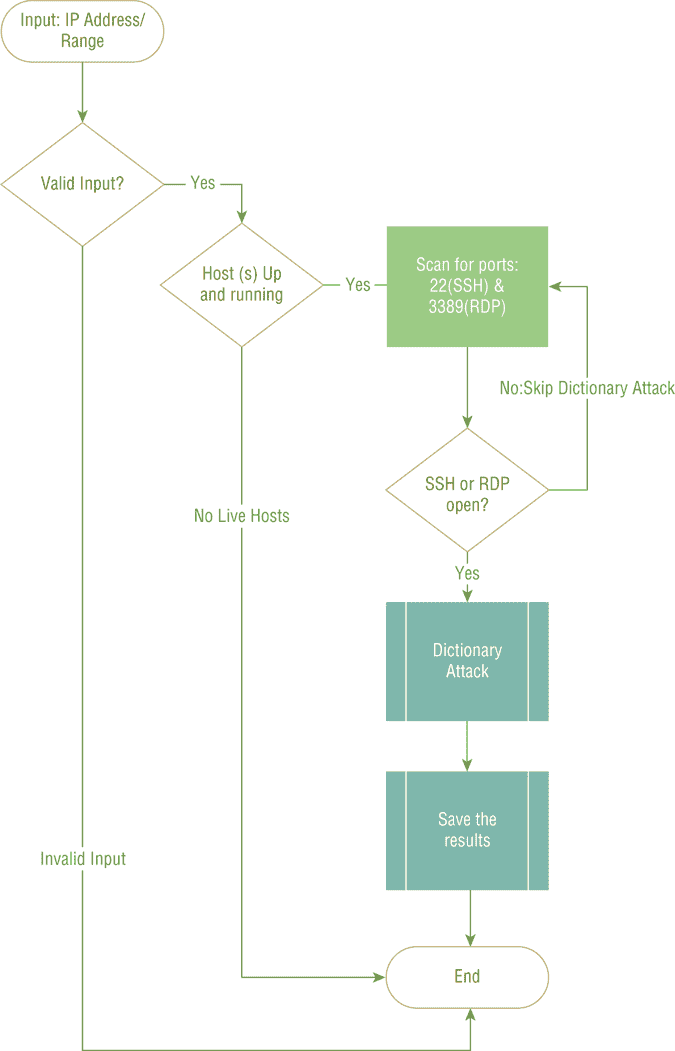 Input: IP Address/
Range
Valid Input?
Yes
Host (s) Up
and running
Yes
Scan for ports:
22(SSH) &
3389(RDP)
No:Skip Dictionary Attack
SSH or RDP
open?
No Live Hosts
Yes
Dictionary
Attack
Save the
results
Invalid Input
End